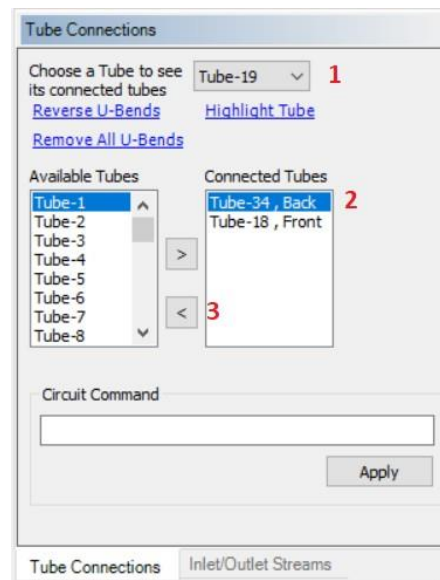 Tube Connections
Choose a Tube to see
its connected tubes
Tube-19
1
Reverse U-Bends
Highlight Tube
Remove All U-Bends
Available Tubes
Connected Tubes
Tube-1
Tube-2
Tube-3
Tube-4
Tube-5
Tube-6
Tube-7
Tube-8
>
<
3
Tube-34 , Back
Tube-18 , Front
2
Circuit Command
Apply
Tube Connections
Inlet/Outlet Streams